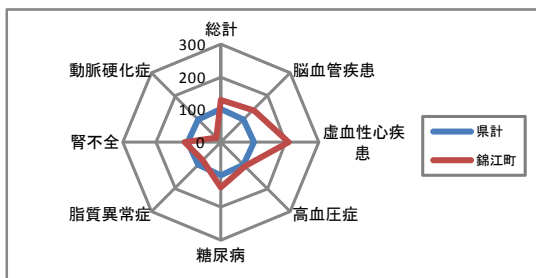 総計
300
200
100
0
脳血管疾患
虚血性心疾
患
高血圧症
糖尿病
脂質異常症
腎不全
動脈硬化症
県計
錦江町